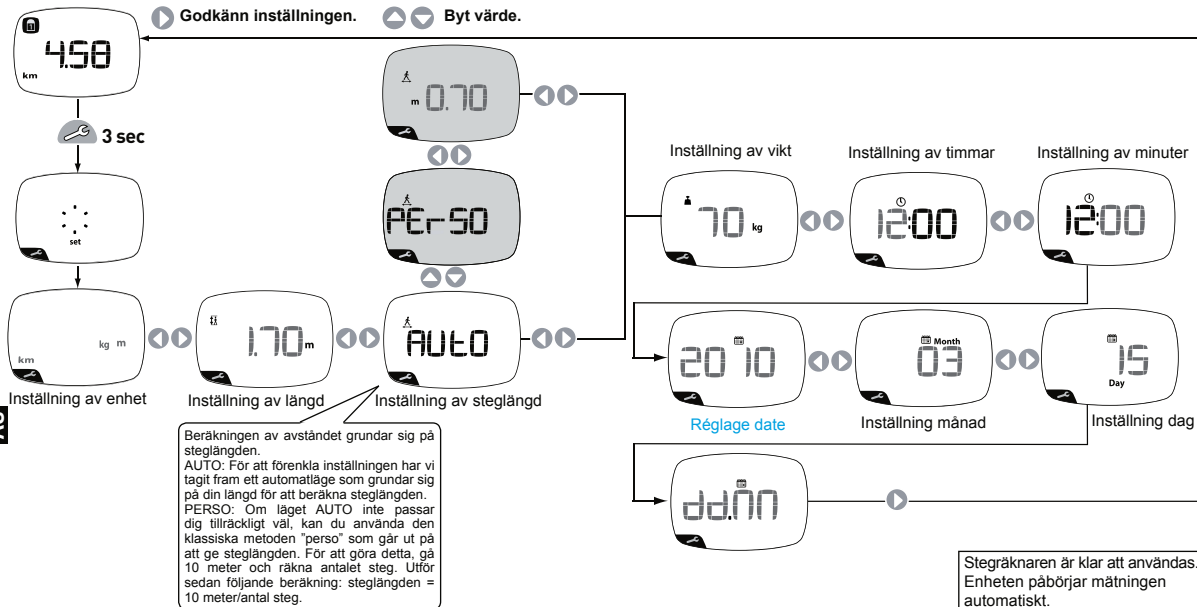 Godkänn inställningen.
Byt värde.
1
4.58
km
3 sec
set
kg m
km
Inställning av enhet
1.70 m
Inställning av längd
m 0.70
PErSO
AUtO
Inställning av steglängd
Beräkningen av avståndet grundar sig på
steglängden.
AUTO: För att förenkla inställningen har vi
tagit fram ett automatläge som grundar sig
på din längd för att beräkna steglängden.
PERSO: Om läget AUTO inte passar
dig tillräckligt väl, kan du använda den
klassiska metoden "perso" som går ut på
att ge steglängden. För att göra detta, gå
10 meter och räkna antalet steg. Utför
sedan följande beräkning: steglängden =
10 meter/antal steg.
Inställning av vikt
70 kg
Inställning av timmar
12:00
Inställning av minuter
12:00
2010
Réglage date
Month
03
Inställning månad
15
Day
Inställning dag
dd.MM
Stegräknaren är klar att användas.
Enheten påbörjar mätningen
automatiskt.